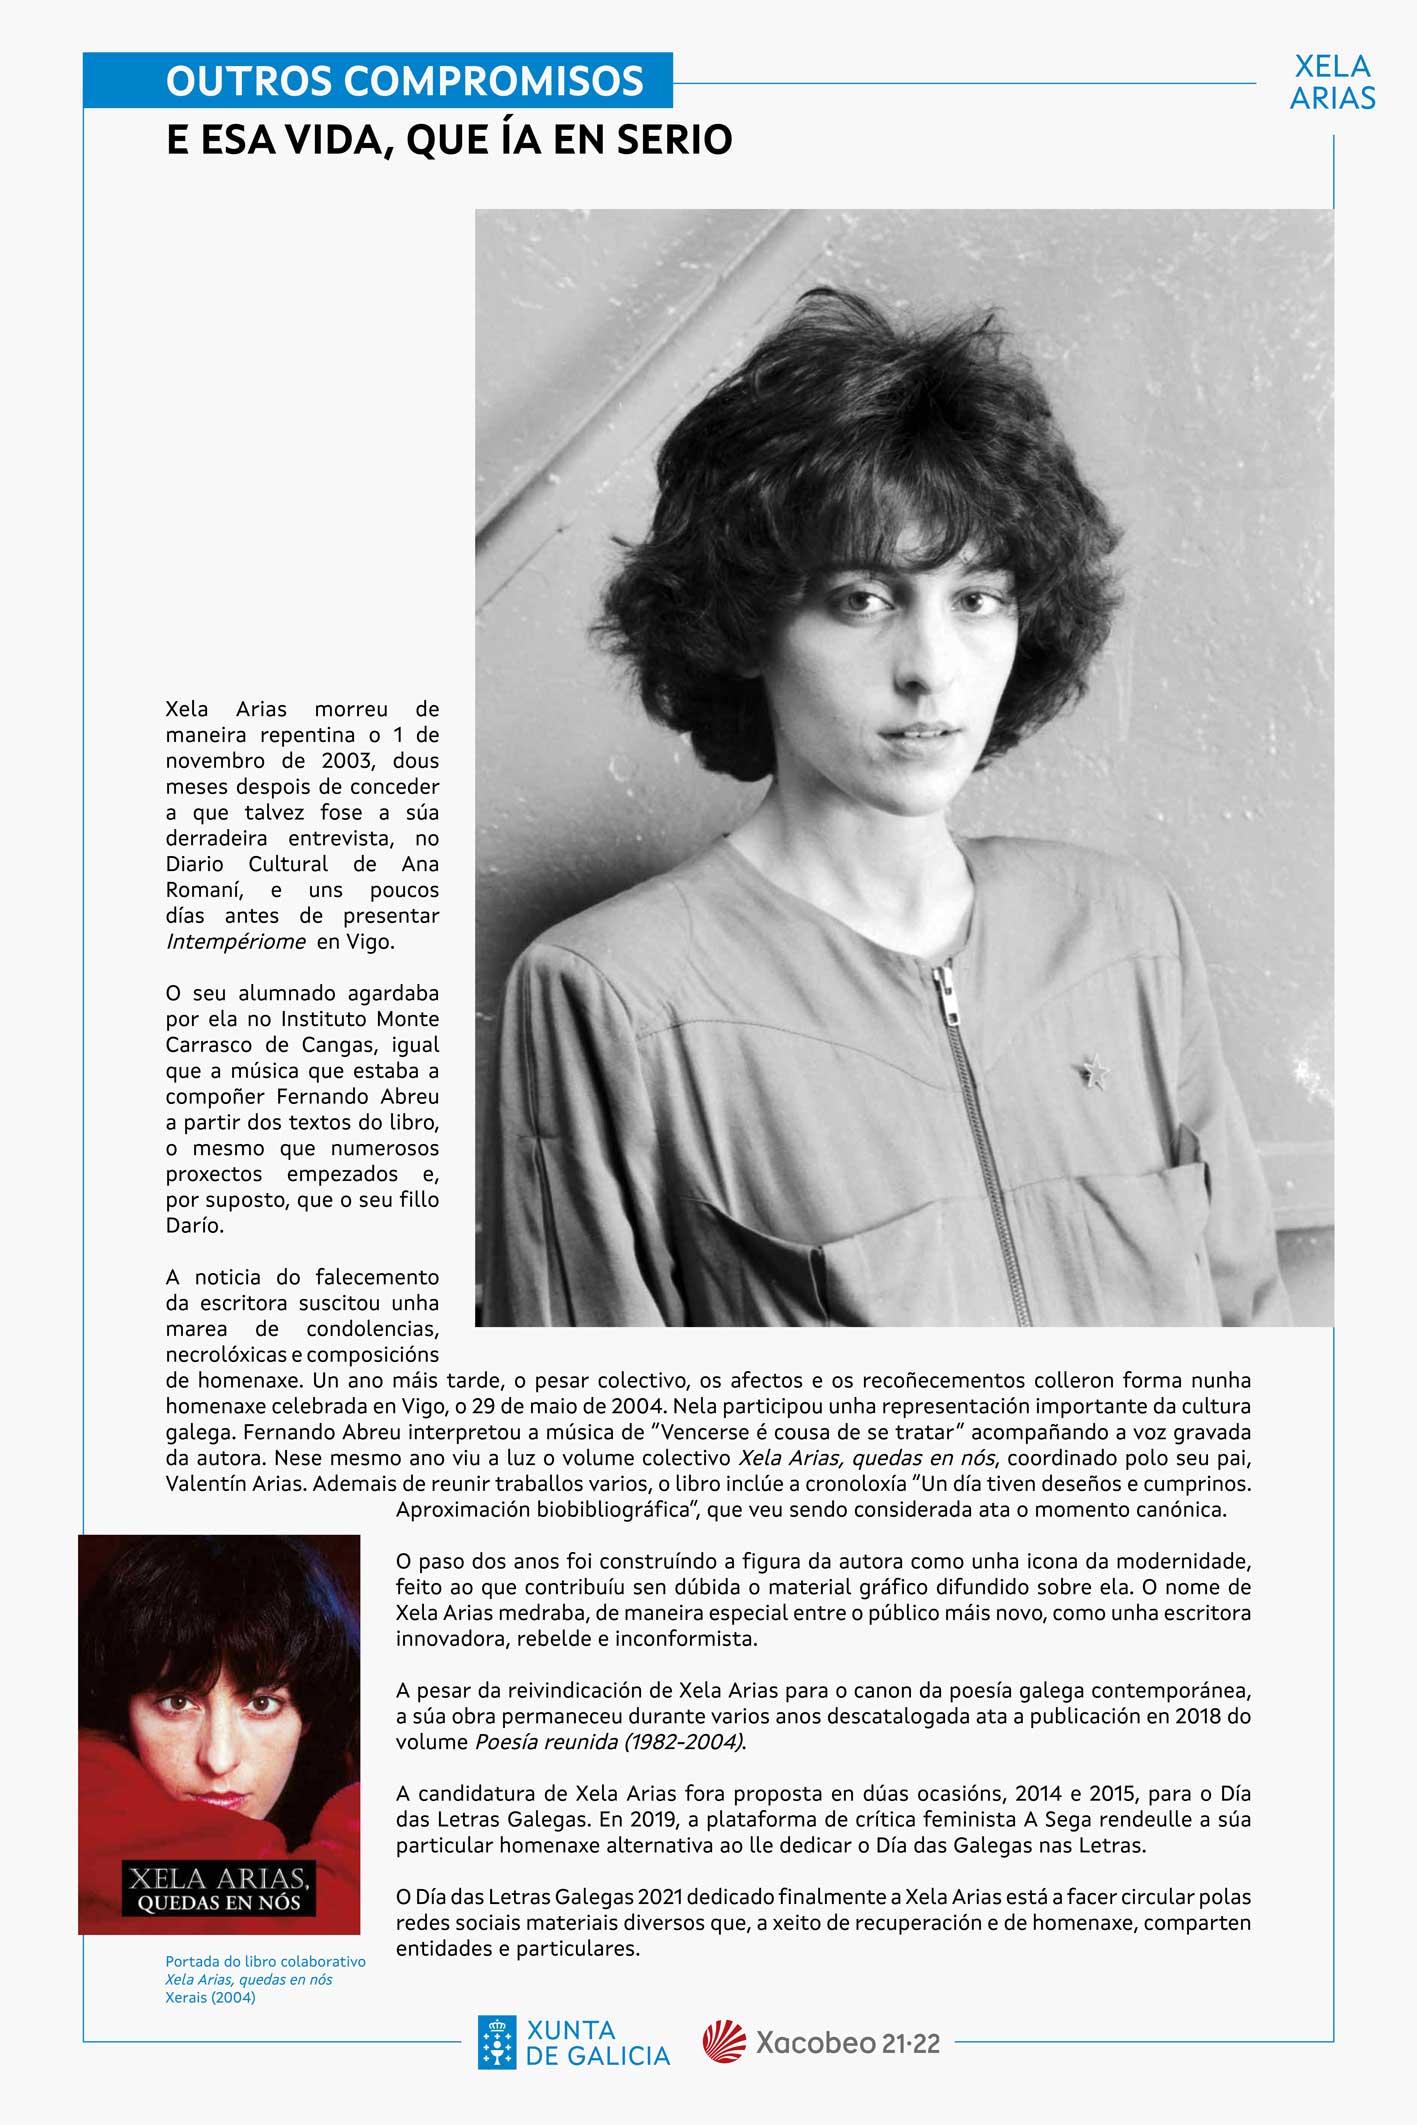 OUTROS COMPROMISOS
XELA
ARIAS
E ESA VIDA, QUE ÍA EN SERIO
Xela Arias morreu de
maneira repentina o 1 de
novembro de 2003, dous
meses despois de conceder
a que talvez fose a súa
derradeira entrevista, no
Diario Cultural de Ana
Romaní, e uns poucos
días antes de presentar
Intempériome en Vigo.
O seu alumnado agardaba
por ela no Instituto Monte
Carrasco de Cangas, igual
que a música que estaba a
compoñer Fernando Abreu
a partir dos textos do libro,
o mesmo que numerosos
proxectos empezados e,
por suposto, que o seu fillo
Darío.
A noticia do falecemento
da escritora suscitou unha
marea de condolencias,
necrolóxicas e composicións
de homenaxe. Un ano máis tarde, o pesar colectivo, os afectos e os recoñecementos colleron forma nunha
homenaxe celebrada en Vigo, o 29 de maio de 2004. Nela participou unha representación importante da cultura
galega. Fernando Abreu interpretou a música de “Vencerse é cousa de se tratar“ acompañando a voz gravada
da autora. Nese mesmo ano viu a luz o volume colectivo Xela Arias, quedas en nós, coordinado polo seu pai,
Valentín Arias. Ademais de reunir traballos varios, o libro inclúe a cronoloxía “Un día tiven deseños e cumprinos.
Aproximación biobibliográfica“, que veu sendo considerada ata o momento canónica.
O paso dos anos foi construíndo a figura da autora como unha icona da modernidade,
feito ao que contribuíu sen dúbida o material gráfico difundido sobre ela. O nome de
Xela Arias medraba, de maneira especial entre o público máis novo, como unha escritora
innovadora, rebelde e inconformista.
A pesar da reivindicación de Xela Arias para o canon da poesía galega contemporánea,
a súa obra permaneceu durante varios anos descatalogada ata a publicación en 2018 do
volume Poesía reunida (1982-2004).
A candidatura de Xela Arias fora proposta en dúas ocasións, 2014 e 2015, para o Día
das Letras Galegas. En 2019, a plataforma de crítica feminista A Sega rendeulle a súa
particular homenaxe alternativa ao lle dedicar o Día das Galegas nas Letras.
O Día das Letras Galegas 2021 dedicado finalmente a Xela Arias está a facer circular polas
redes sociais materiais diversos que, a xeito de recuperación e de homenaxe, comparten
entidades e particulares.
XELA ARIAS,
QUEDAS EN NÓS
Portada do libro colaborativo
Xela Arias, quedas en nós
Xerais (2004)
XUNTA
DE GALICIA
Xacobeo 21·22